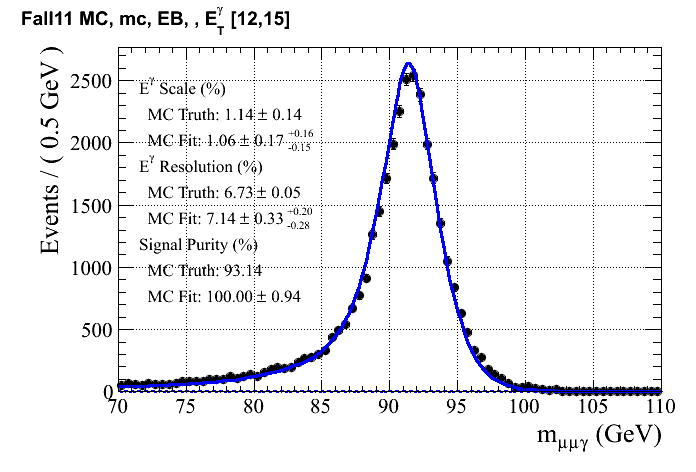 Fall11 MC, mc, EB, , E_T^γ [12,15]
Events / ( 0.5 GeV )
2500
2000
1500
1000
500
0
E^γ Scale (%)
MC Truth: 1.14 ± 0.14
MC Fit: 1.06 ± 0.17 +0.16 -0.15
E^γ Resolution (%)
MC Truth: 6.73 ± 0.05
MC Fit: 7.14 ± 0.33 +0.20 -0.28
Signal Purity (%)
MC Truth: 93.14
MC Fit: 100.00 ± 0.94
70 75 80 85 90 95 100 105 110
m_μμγ (GeV)